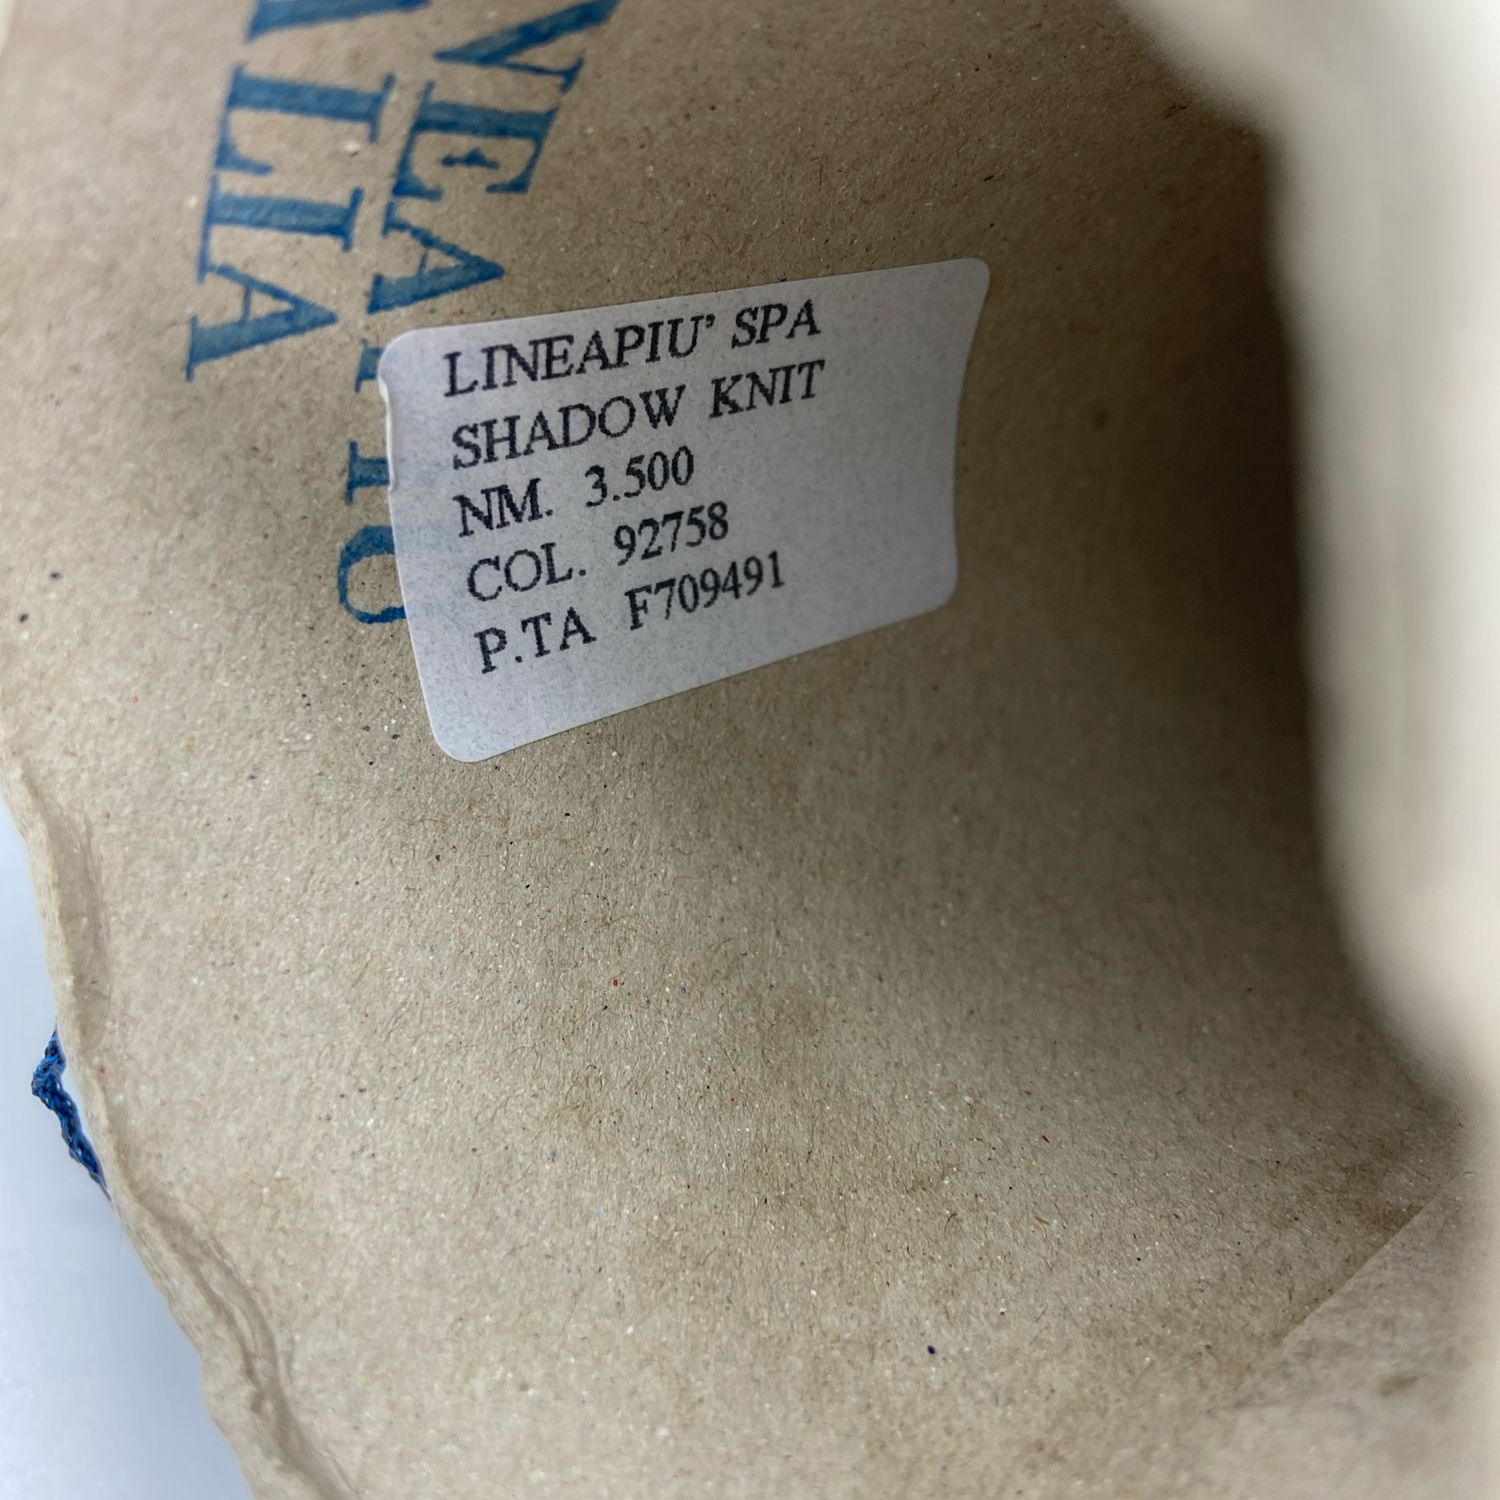 LINEAPIU' SPA
SHADOW KNIT
NM. 3.500
COL. 92758
P.TA F709491